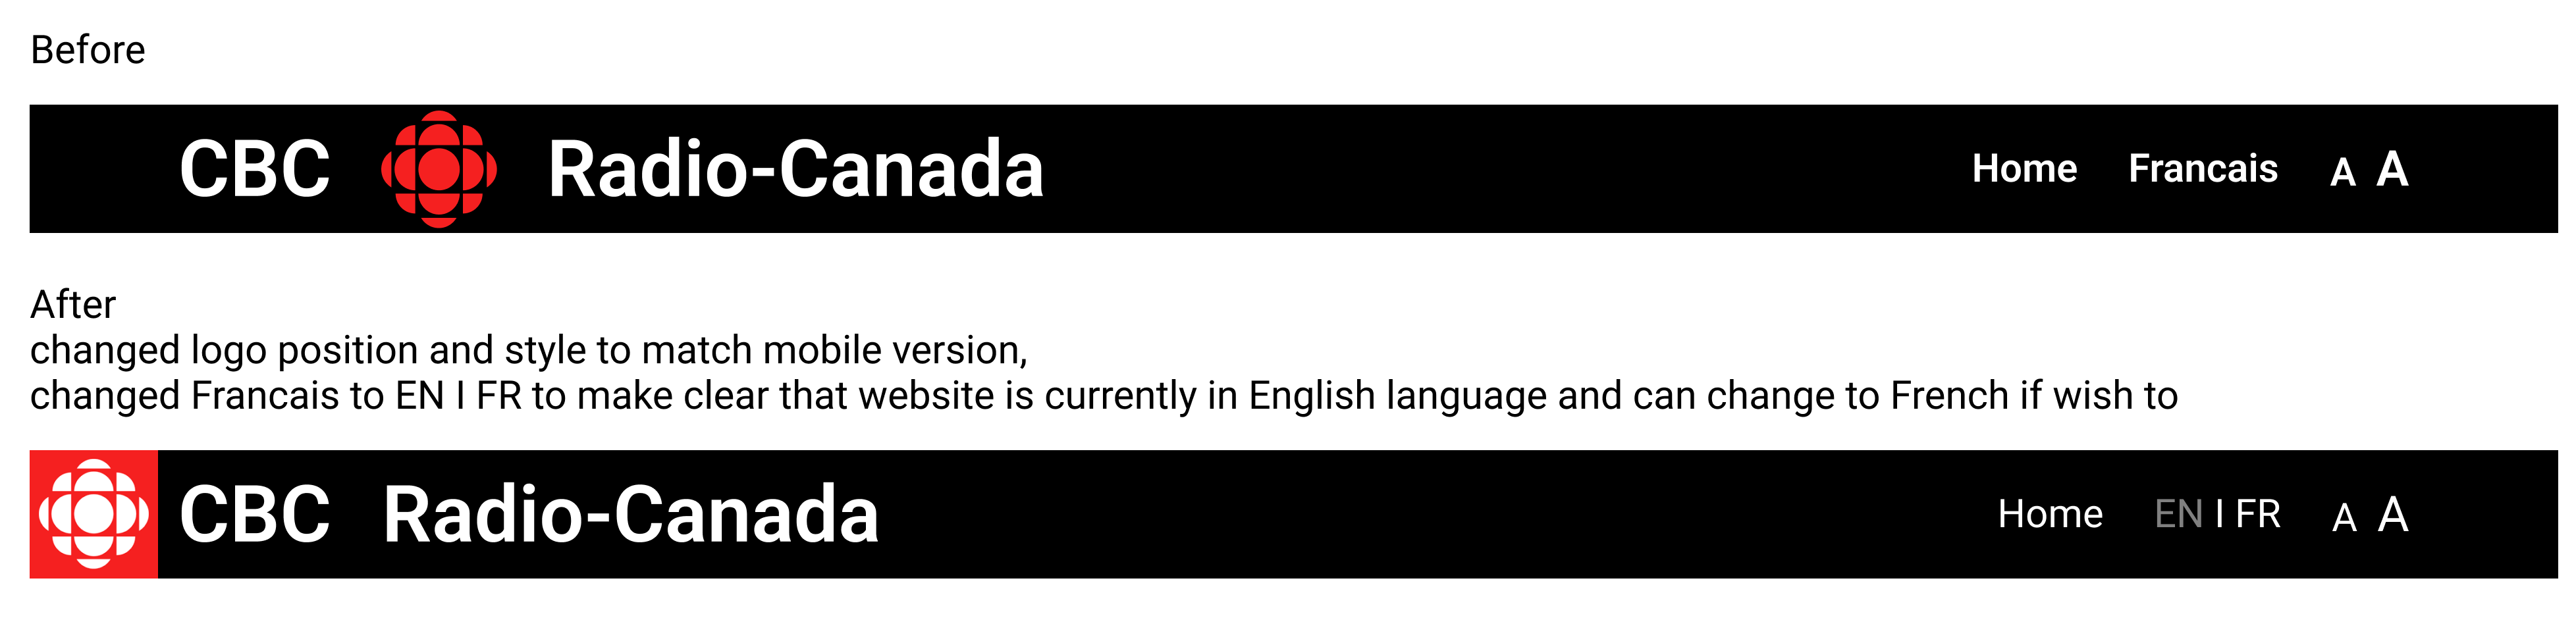 Before
CBC Radio-Canada Home Francais A A
After
changed logo position and style to match mobile version,
changed Francais to EN I FR to make clear that website is currently in English language and can change to French if wish to
CBC Radio-Canada Home EN I FR A A